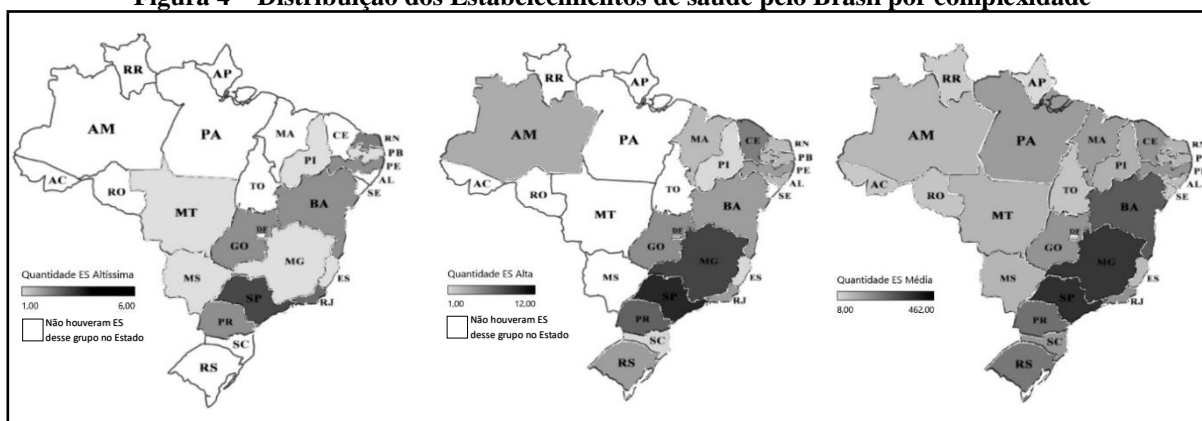 Figura 4 – Distribuição dos Estabelecimentos de saúde pelo Brasil por complexidade
RR
AP
AM
PA
MA
CE
RN
PB
PE
AL
SE
PI
AC
RO
TO
BA
MT
DF
GO
MG
ES
MS
SP
RJ
PR
SC
RS
Quantidade ES Altíssima
1,00 6,00
Não houveram ES
desse grupo no Estado
RR
AP
AM
PA
MA
CE
RN
PB
PE
AL
SE
PI
AC
RO
TO
BA
MT
DF
GO
MG
ES
MS
SP
RJ
PR
SC
RS
Quantidade ES Alta
1,00 12,00
Não houveram ES
desse grupo no Estado
RR
AP
AM
PA
MA
CE
RN
PB
PE
AL
SE
PI
AC
RO
TO
BA
MT
DF
GO
MG
ES
MS
SP
RJ
PR
SC
RS
Quantidade ES Média
8,00 462,00